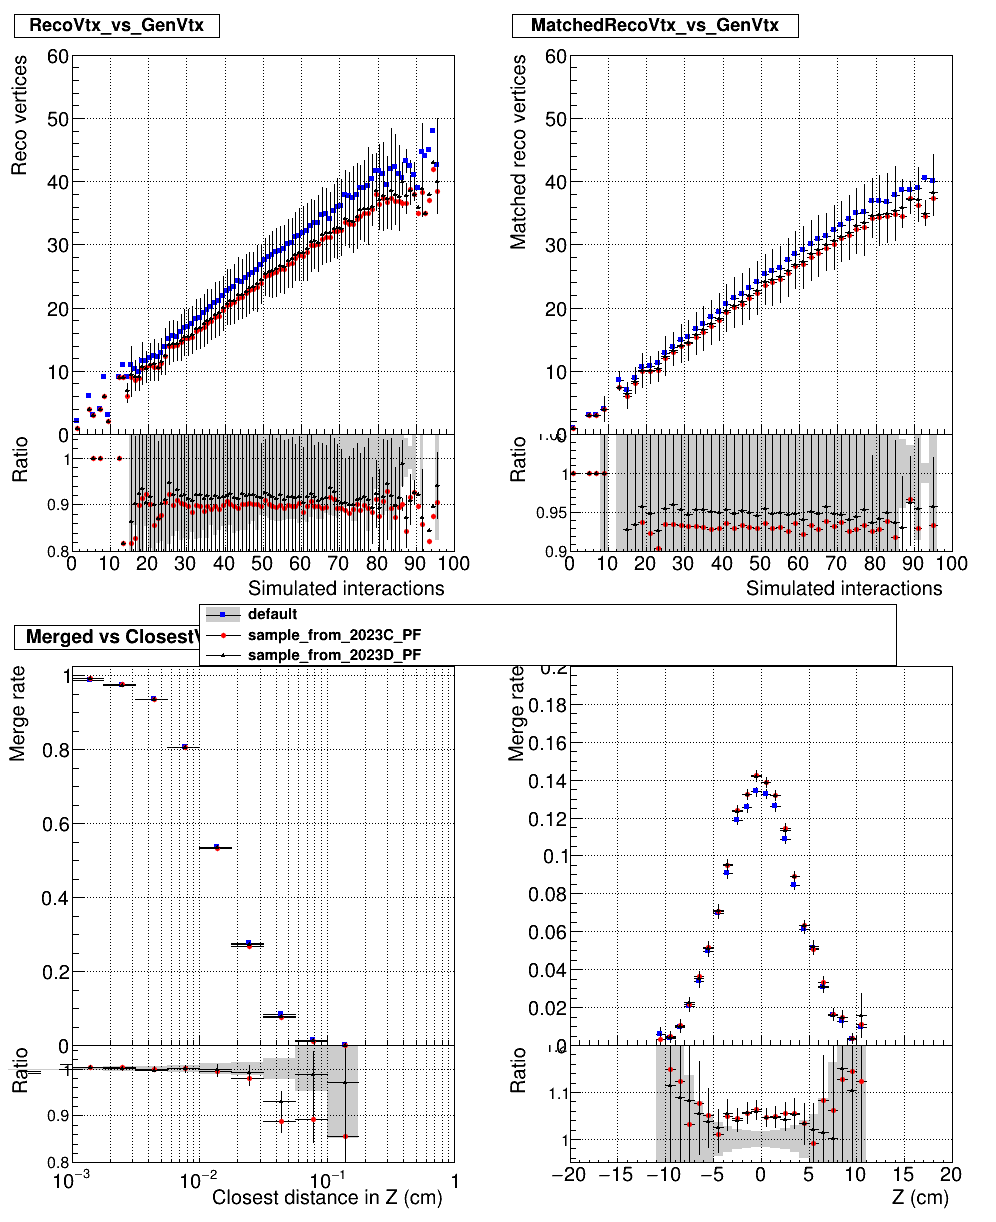 RecoVtx_vs_GenVtx
MatchedRecoVtx_vs_GenVtx
Reco vertices
60
50
40
30
20
10
0
Ratio
1
0.9
0.8
0 10 20 30 40 50 60 70 80 90 100
Simulated interactions
Matched reco vertices
60
50
40
30
20
10
0
Ratio
1
0.95
0.9
0 10 20 30 40 50 60 70 80 90 100
Simulated interactions
default
sample_from_2023C_PF
sample_from_2023D_PF
Merged vs Closest
Merge rate
1
0.8
0.6
0.4
0.2
0
Ratio
1
0.9
0.8
10−3 10−2 10−1 1
Closest distance in Z (cm)
Merge rate
0.2
0.18
0.16
0.14
0.12
0.1
0.08
0.06
0.04
0.02
Ratio
1.1
1
−20 −15 −10 −5 0 5 10 15 20
Z (cm)